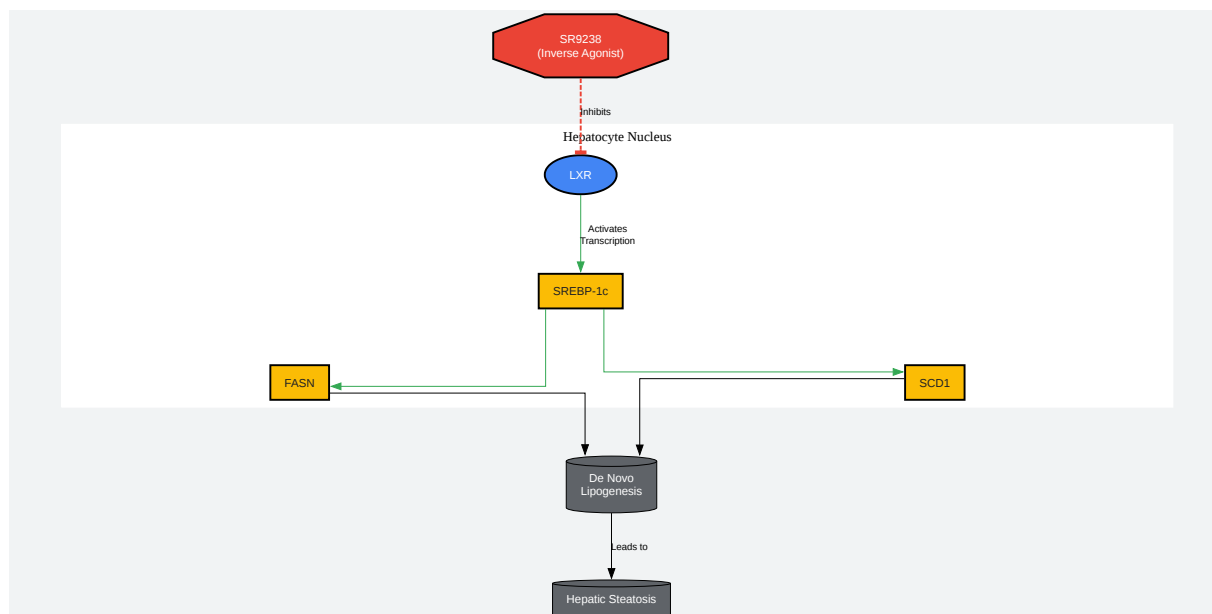 SR9238
(Inverse Agonist)
Inhibits
Hepatocyte Nucleus
LXR
Activates
Transcription
SREBP-1c
FASN
SCD1
De Novo
Lipogenesis
Leads to
Hepatic Steatosis